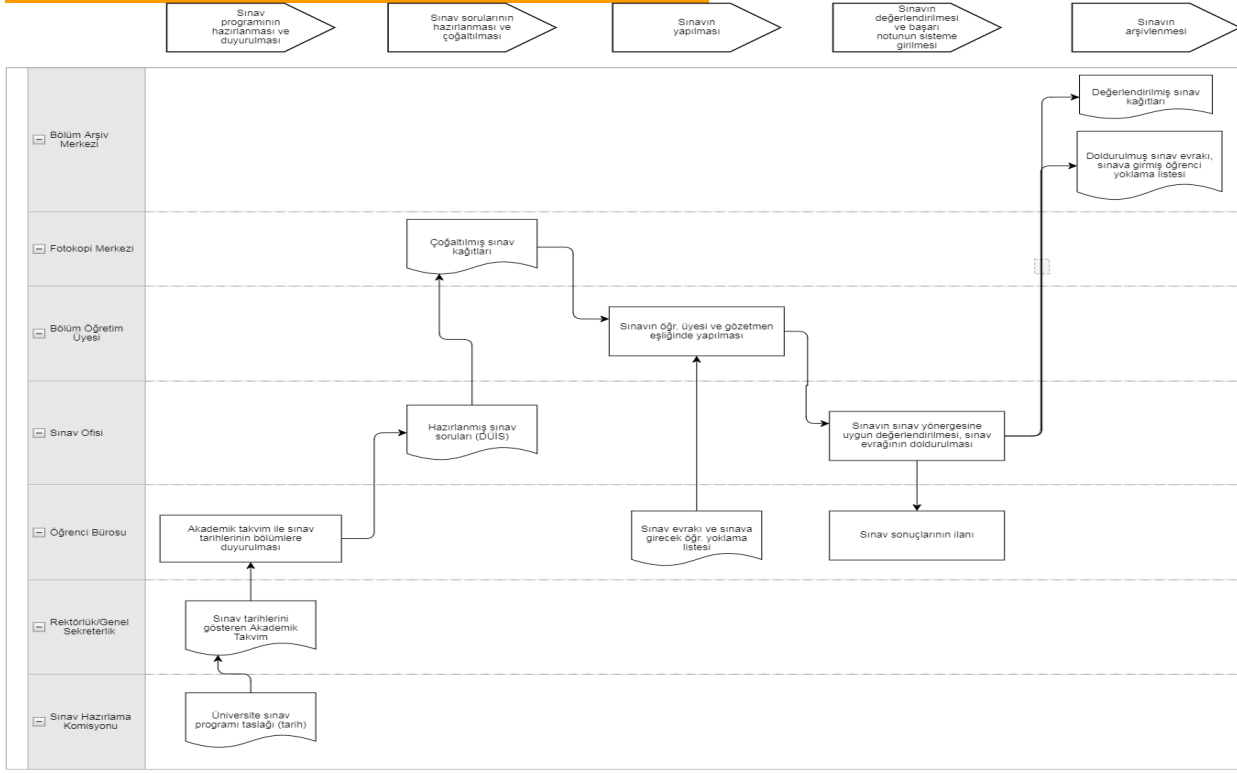 Sınav
programının
hazırlanması ve
duyurulması
Sınav sorularının
hazırlanması ve
çoğaltılması
Sınavın
yapılması
Sınavın
değerlendirilmesi
ve başarı
notunun sisteme
girilmesi
Sınavın
arşivlenmesi
Bölüm Arşiv
Merkezi
Değerlendirilmiş sınav
kağıtları
Doldurulmuş sınav evrakı,
sınava girmiş öğrenci
yoklama listesi
Fotokopi Merkezi
Çoğaltılmış sınav
kağıtları
Bölüm Öğretim
Üyesi
Sınavın öğr. üyesi ve gözetmen
eşliğinde yapılması
Sınav Ofisi
Hazırlanmış sınav
soruları (DÜİS)
Sınavın sınav yönergesine
uygun değerlendirilmesi, sınav
evrağının doldurulması
Öğrenci Bürosu
Akademik takvim ile sınav
tarihlerinin bölümlere
duyurulması
Sınav evrakı ve sınava
girecek öğr. yoklama
listesi
Sınav sonuçlarının ilanı
Rektörlük/Genel
Sekreterlik
Sınav tarihlerini
gösteren Akademik
Takvim
Sınav Hazırlama
Komisyonu
Üniversite sınav
programı taslağı (tarih)